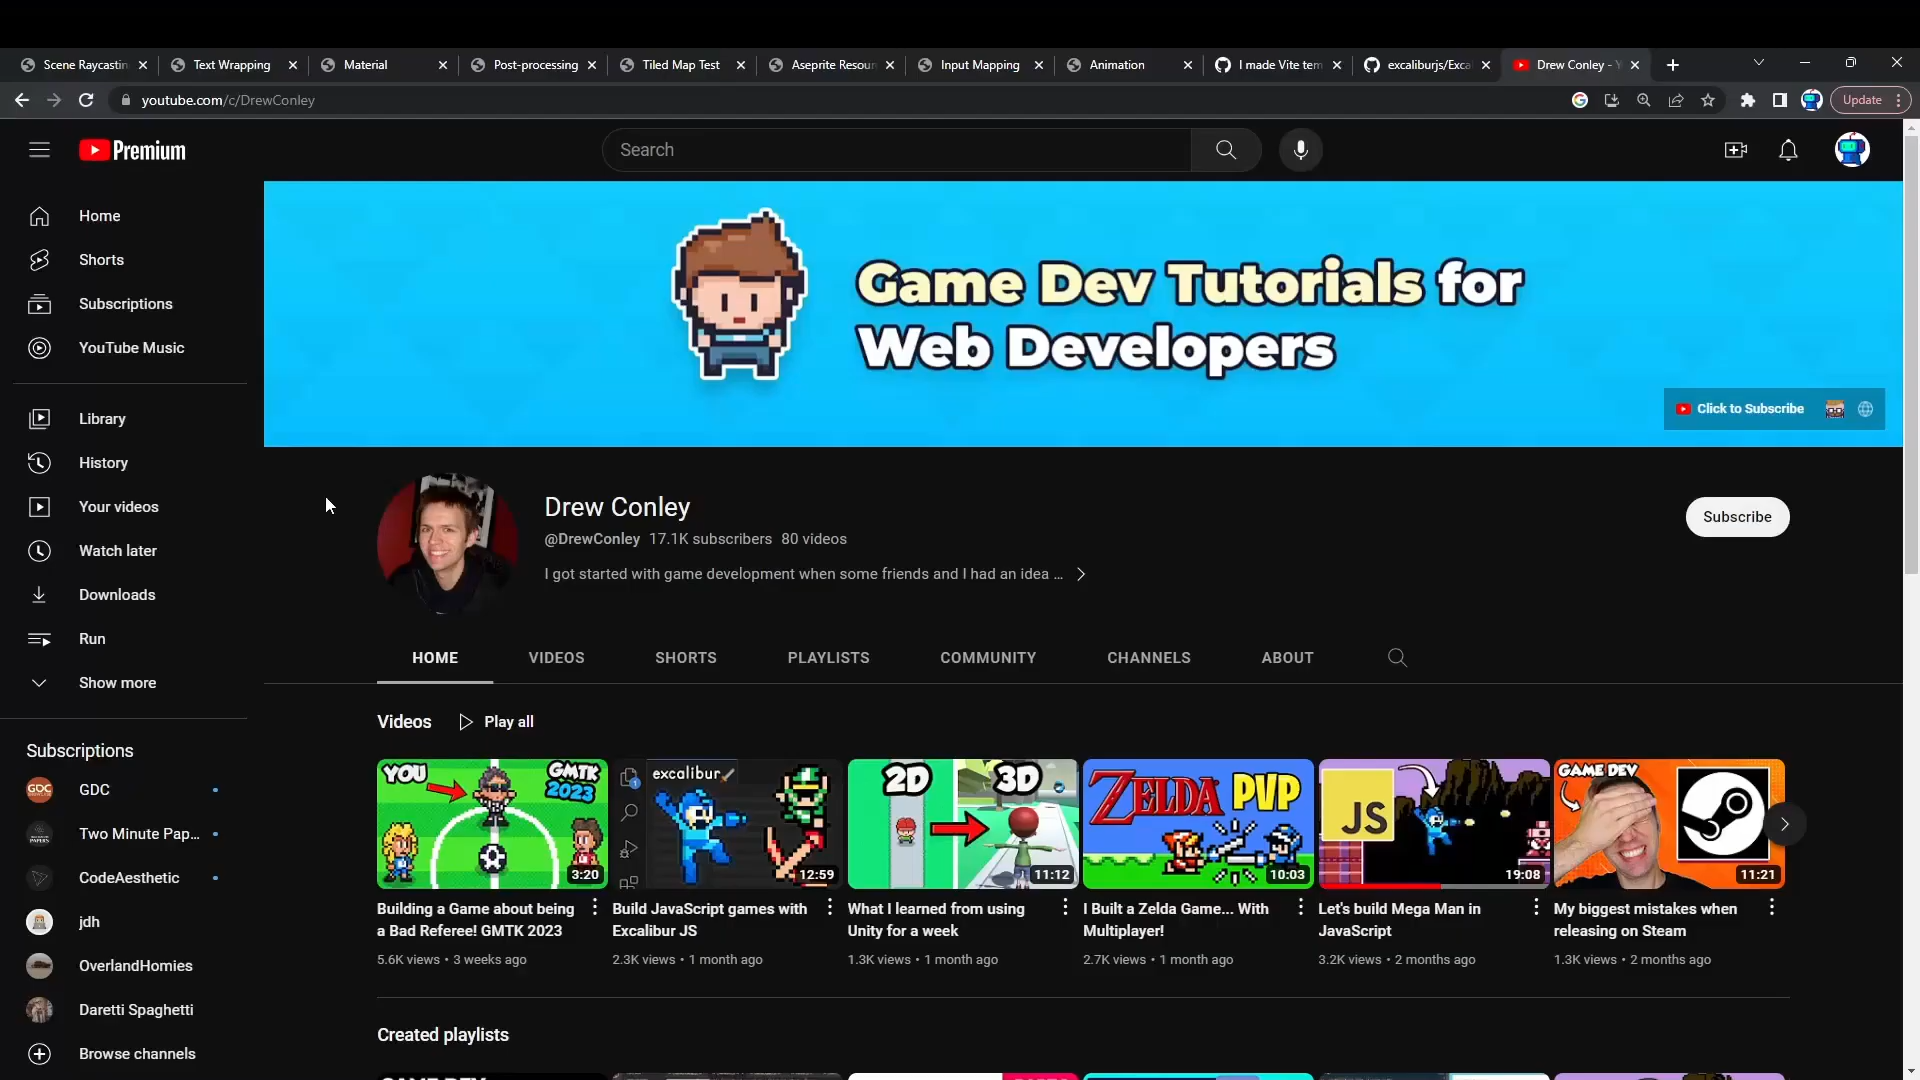 Scene Raycastin
Text Wrapping
Material
Post-processing
Tiled Map Test
Aseprite Resour
Input Mapping
Animation
I made Vite tem
excaliburjs/Exca
Drew Conley - Y
youtube.com/c/DrewConley
Update
Premium
Search
Home
Shorts
Subscriptions
YouTube Music
Library
History
Your videos
Watch later
Downloads
Run
Show more
Subscriptions
GDC
Two Minute Pap...
CodeAesthetic
jdh
OverlandHomies
Daretti Spaghetti
Browse channels
Game Dev Tutorials for
Web Developers
Click to Subscribe
Drew Conley
@DrewConley 17.1K subscribers 80 videos
I got started with game development when some friends and I had an idea ...
Subscribe
HOME
VIDEOS
SHORTS
PLAYLISTS
COMMUNITY
CHANNELS
ABOUT
Videos
Play all
YOU
GMTK
2023
3:20
Building a Game about being
a Bad Referee! GMTK 2023
5.6K views • 3 weeks ago
excalibur
12:59
Build JavaScript games with
Excalibur JS
2.3K views • 1 month ago
2D
3D
11:12
What I learned from using
Unity for a week
1.3K views • 1 month ago
ZELDA PVP
10:03
I Built a Zelda Game... With
Multiplayer!
2.7K views • 1 month ago
JS
19:08
Let's build Mega Man in
JavaScript
3.2K views • 2 months ago
GAME DEV
11:21
My biggest mistakes when
releasing on Steam
1.3K views • 2 months ago
Created playlists